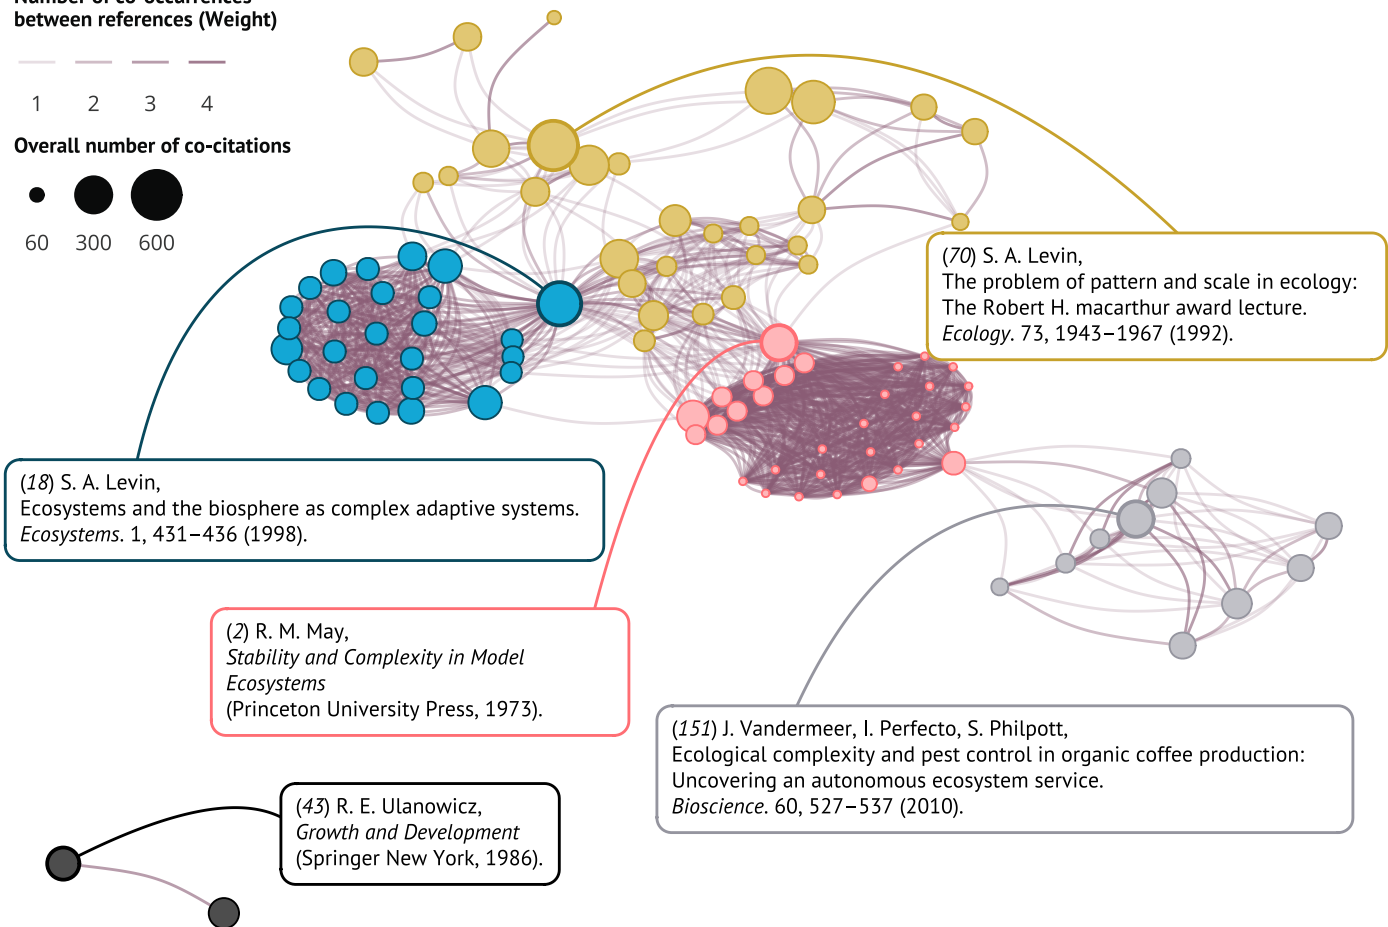 Number of co-occurrences
between references (Weight)
1 2 3 4
Overall number of co-citations
60 300 600
(70) S. A. Levin,
The problem of pattern and scale in ecology:
The Robert H. macarthur award lecture.
Ecology. 73, 1943–1967 (1992).
(18) S. A. Levin,
Ecosystems and the biosphere as complex adaptive systems.
Ecosystems. 1, 431–436 (1998).
(2) R. M. May,
Stability and Complexity in Model
Ecosystems
(Princeton University Press, 1973).
(151) J. Vandermeer, I. Perfecto, S. Philpott,
Ecological complexity and pest control in organic coffee production:
Uncovering an autonomous ecosystem service.
Bioscience. 60, 527–537 (2010).
(43) R. E. Ulanowicz,
Growth and Development
(Springer New York, 1986).